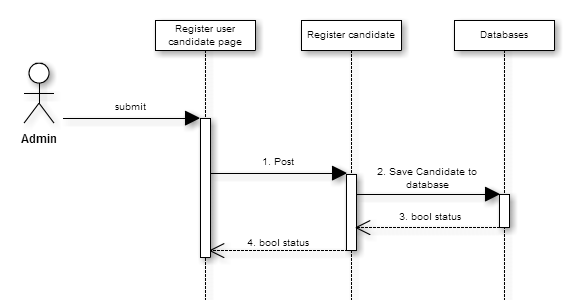 Register user
candidate page
Register candidate
Databases
Admin
submit
1. Post
2. Save Candidate to
database
3. bool status
4. bool status